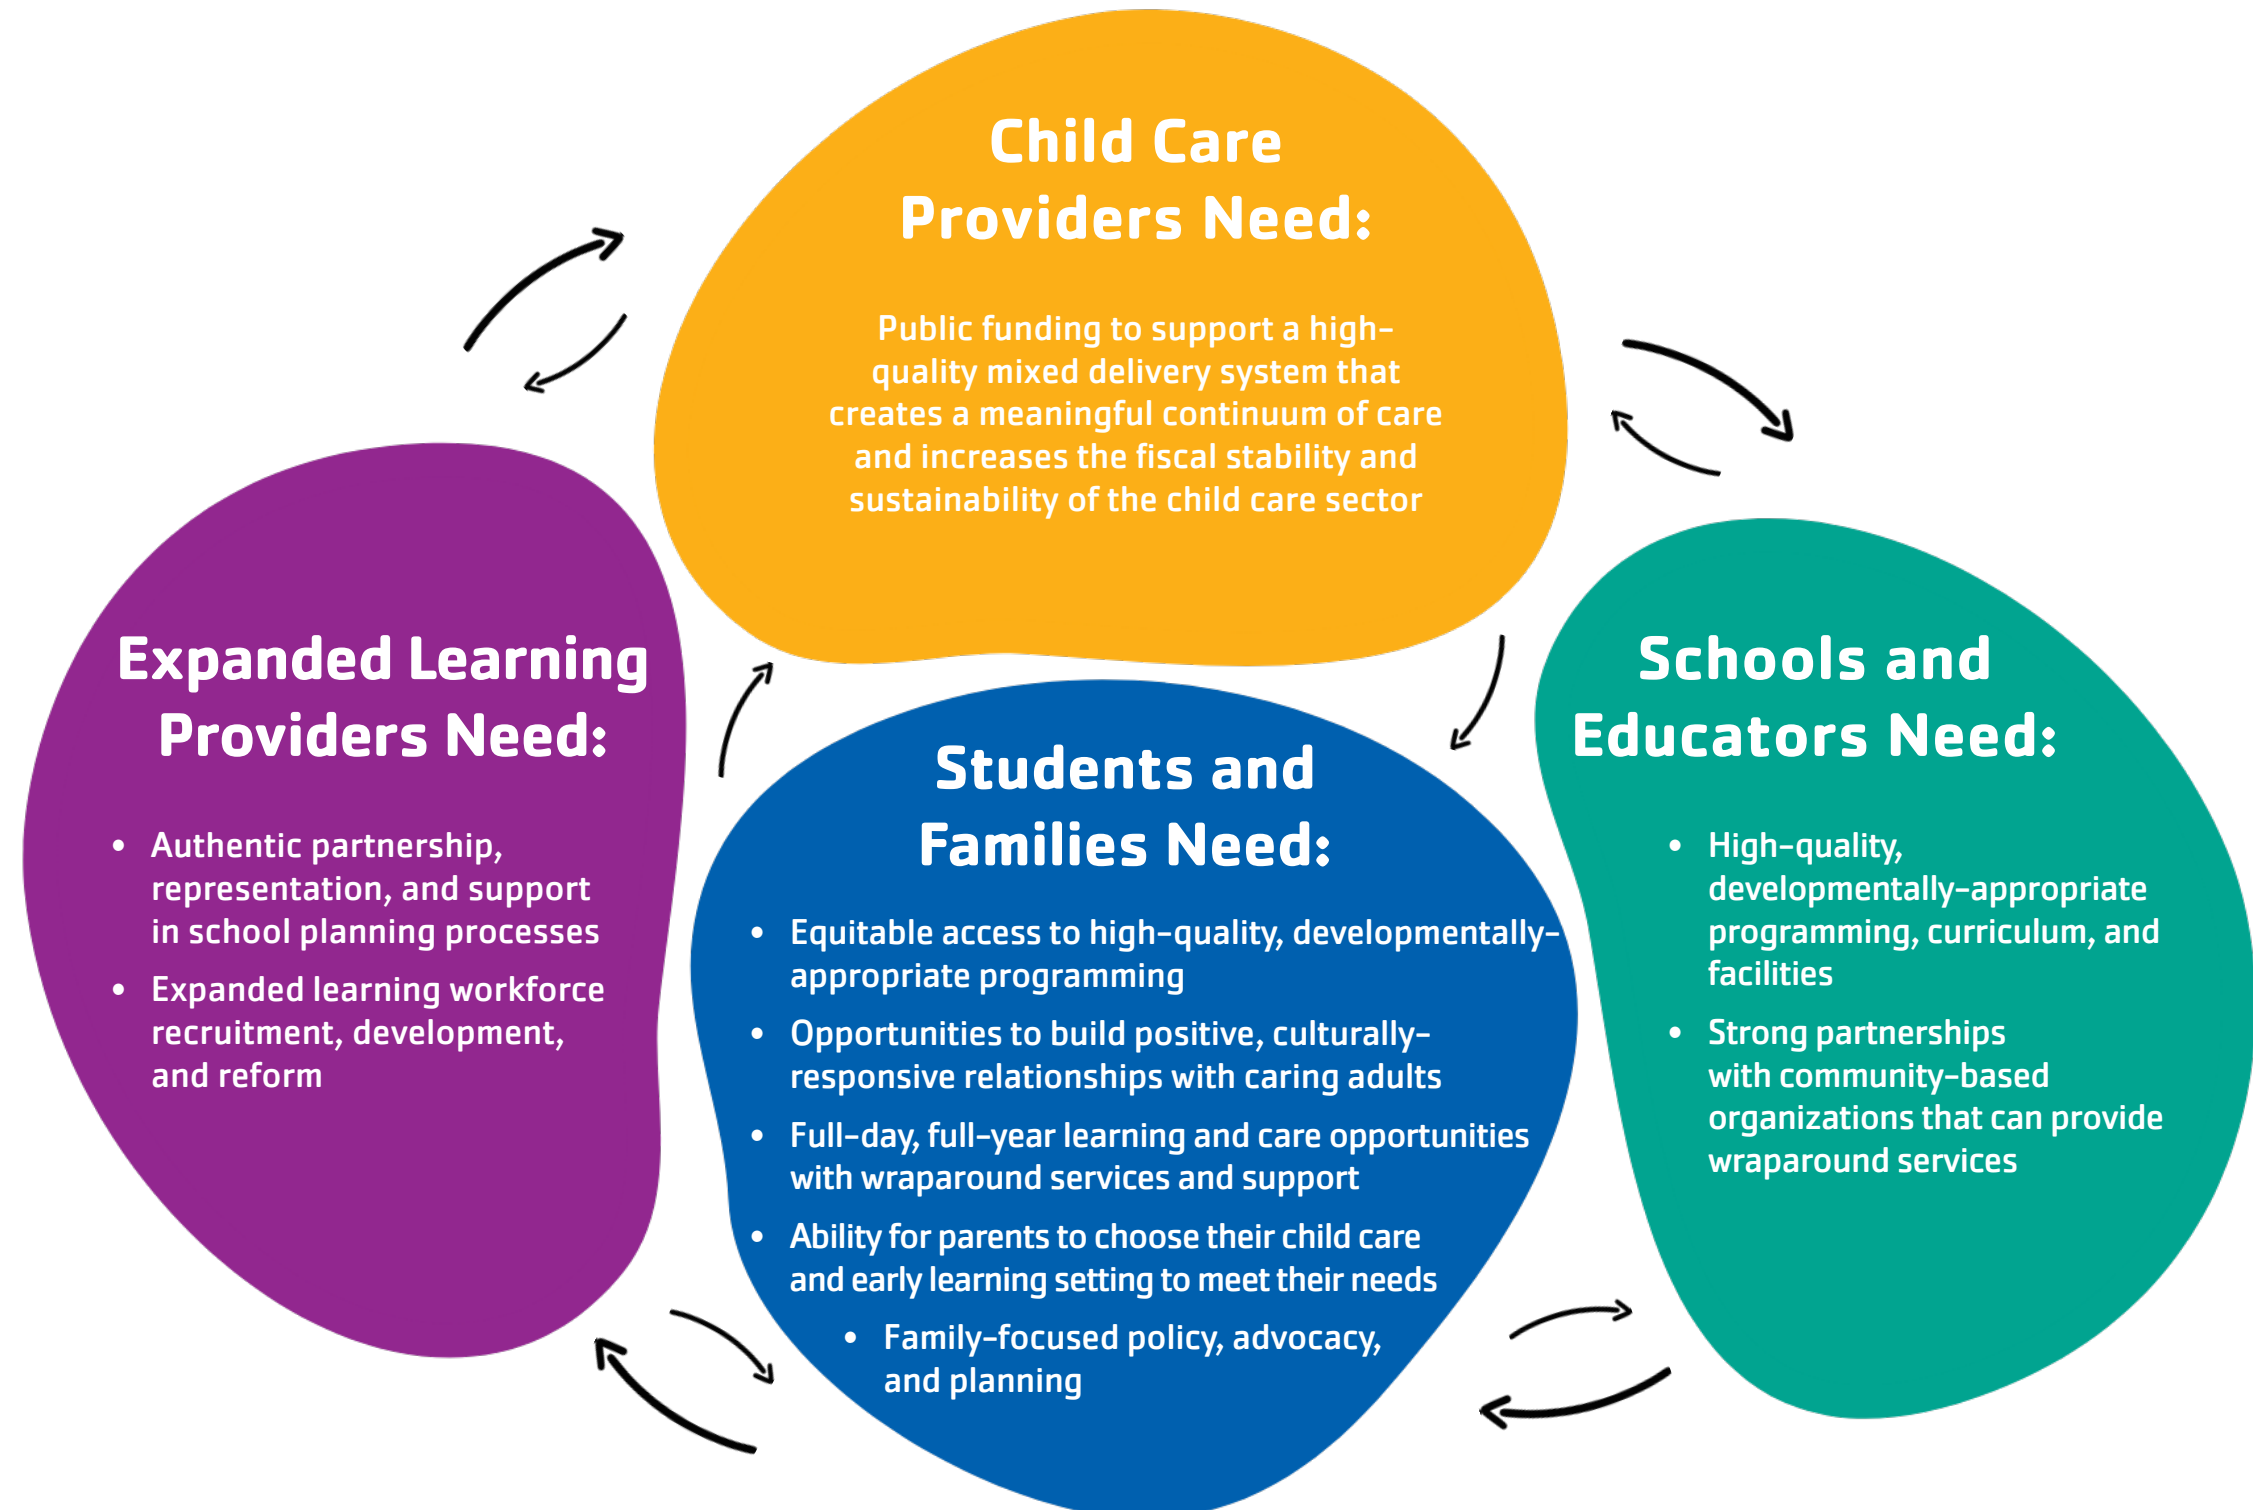 Child Care
Providers Need:
Public funding to support a high-
quality mixed delivery system that
creates a meaningful continuum of care
and increases the fiscal stability and
sustainability of the child care sector
Expanded Learning
Providers Need:
• Authentic partnership,
representation, and support
in school planning processes
• Expanded learning workforce
recruitment, development,
and reform
Students and
Families Need:
• Equitable access to high-quality, developmentally-
appropriate programming
• Opportunities to build positive, culturally-
responsive relationships with caring adults
• Full-day, full-year learning and care opportunities
with wraparound services and support
• Ability for parents to choose their child care
and early learning setting to meet their needs
• Family-focused policy, advocacy,
and planning
Schools and
Educators Need:
• High-quality,
developmentally-appropriate
programming, curriculum, and
facilities
• Strong partnerships
with community-based
organizations that can provide
wraparound services